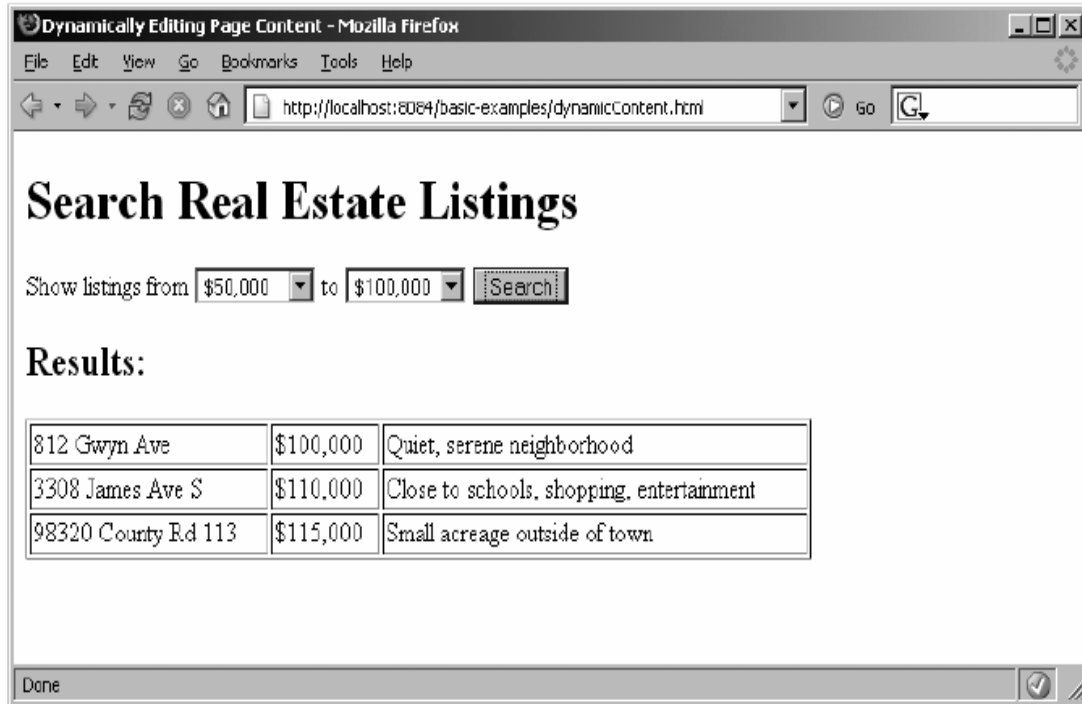 Dynamically Editing Page Content - Mozilla Firefox
File Edit View Go Bookmarks Tools Help
http://localhost:8084/basic-examples/dynamicContent.html Go G
Search Real Estate Listings
Show listings from $50,000 to $100,000 Search
Results:
812 Gwyn Ave $100,000 Quiet, serene neighborhood
3308 James Ave S $110,000 Close to schools, shopping, entertainment
98320 County Rd 113 $115,000 Small acreage outside of town
Done